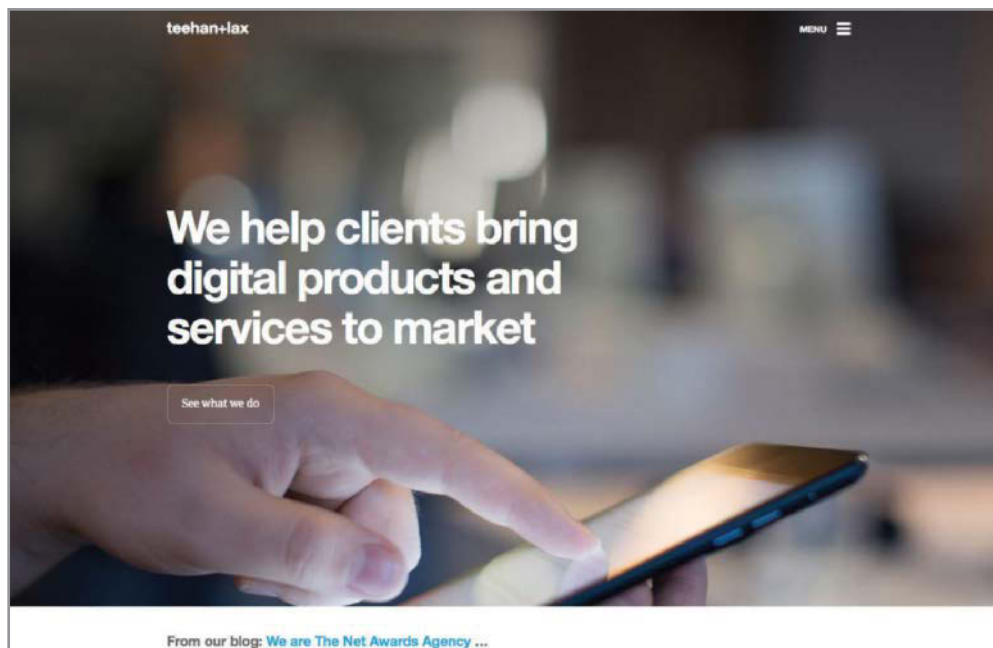 teehan+lax
MENU
We help clients bring
digital products and
services to market
See what we do
From our blog: We are The Net Awards Agency ...